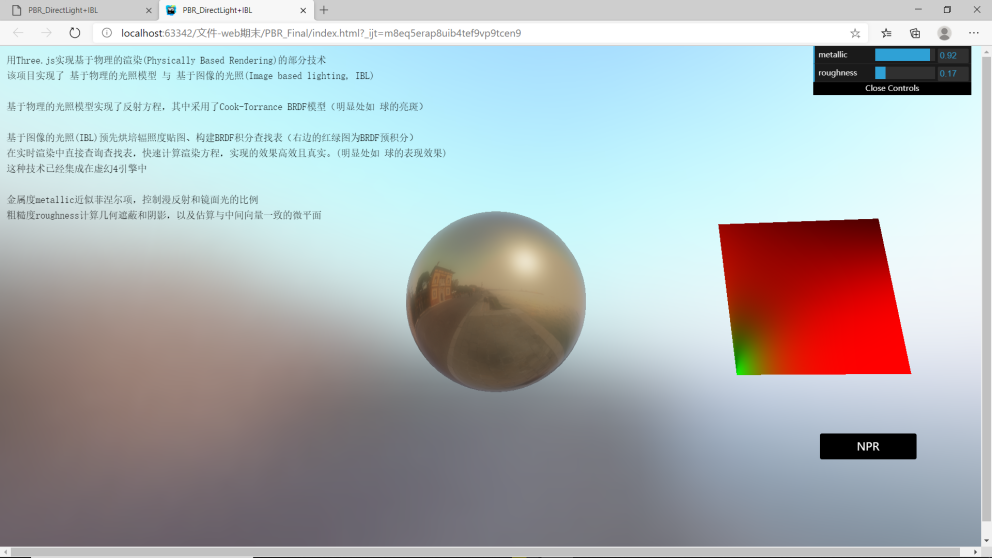 PBR_DirectLight+IBL
PBR_DirectLight+IBL
localhost:63342/文件-web期末/PBR_Final/index.html?_ijt=m8eq5erap8uib4tef9vp9tcen9
用Three.js实现基于物理的渲染(Physically Based Rendering)的部分技术
该项目实现了 基于物理的光照模型 与 基于图像的光照(Image based lighting, IBL)
基于物理的光照模型实现了反射方程，其中采用了Cook-Torrance BRDF模型（明显处如 球的亮斑）
基于图像的光照(IBL)预先烘培辐照度贴图、构建BRDF积分查找表（右边的红绿图为BRDF预积分）
在实时渲染中直接查询查找表，快速计算渲染方程，实现的效果高效且真实。(明显处如 球的表现效果)
这种技术已经集成在虚幻4引擎中
金属度metallic近似菲涅尔项，控制漫反射和镜面光的比例
粗糙度roughness计算几何遮蔽和阴影，以及估算与中间向量一致的微平面
metallic 0.92
roughness 0.17
Close Controls
NPR